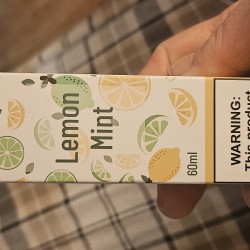 Lemon
Mint
60ml
WARNING:
This product